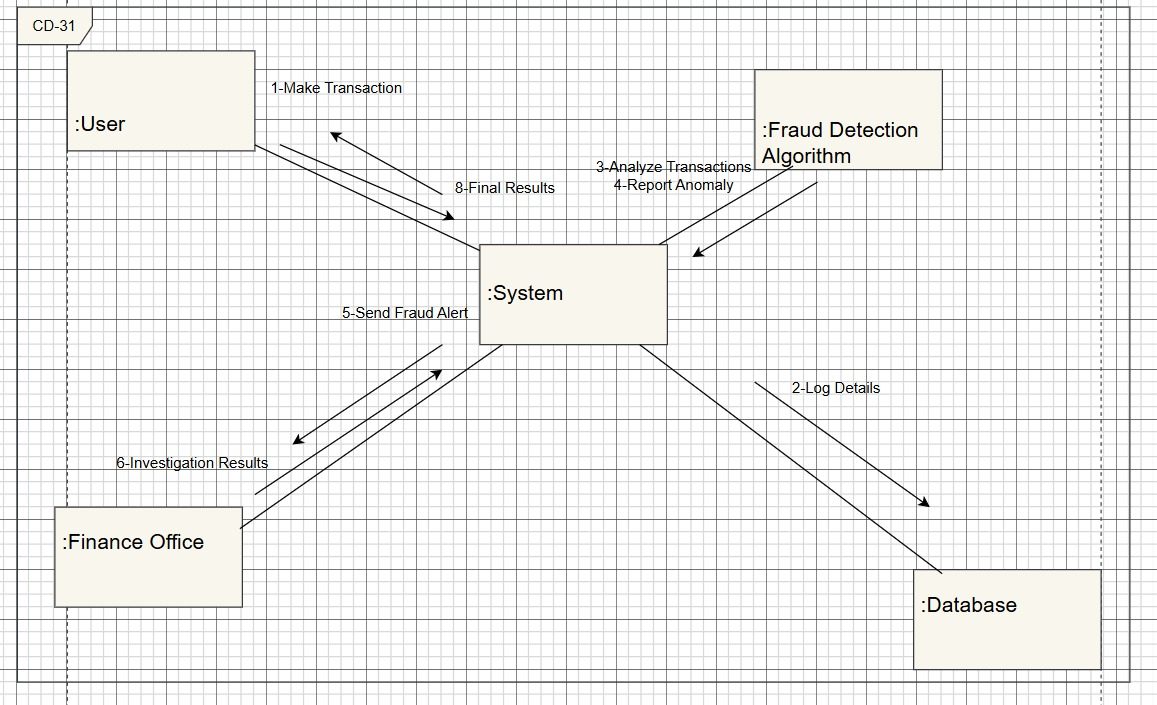 CD-31
1-Make Transaction
:User
:Fraud Detection
Algorithm
3-Analyze Transactions
4-Report Anomaly
8-Final Results
:System
5-Send Fraud Alert
2-Log Details
6-Investigation Results
:Finance Office
:Database